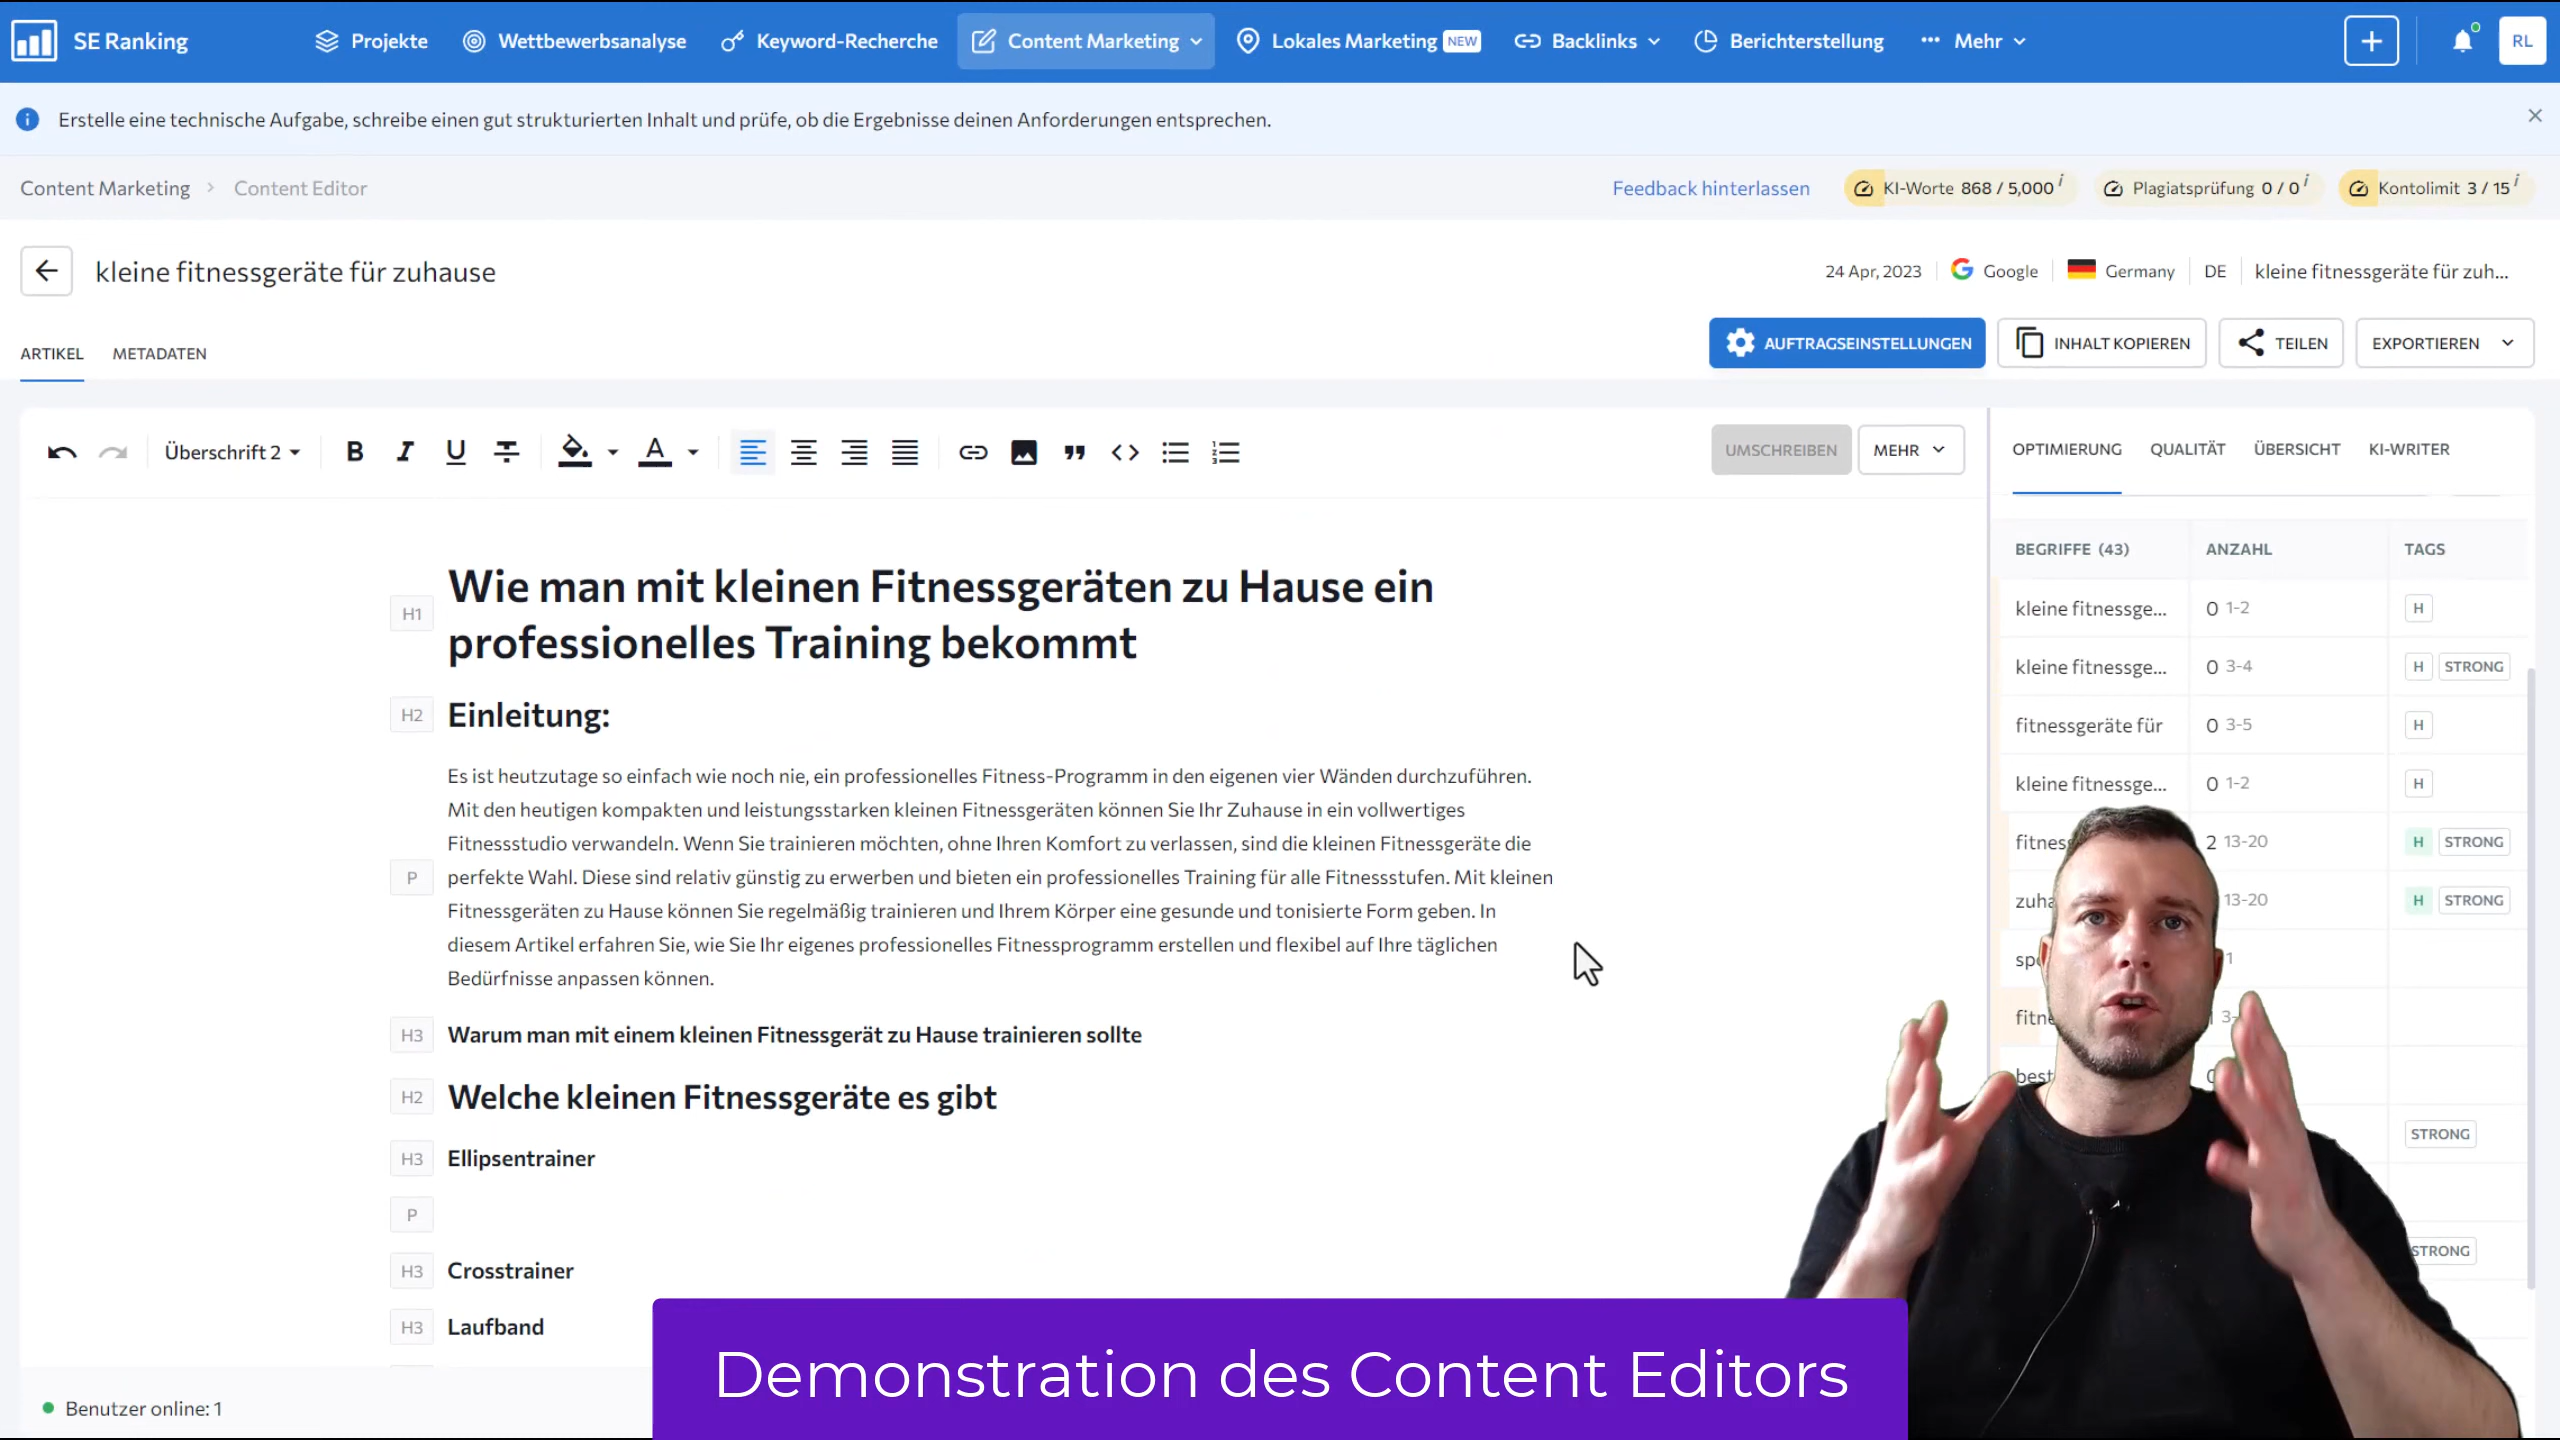 SE Ranking
Projekte
Wettbewerbsanalyse
Keyword-Recherche
Content Marketing
Lokales Marketing NEW
Backlinks
Berichterstellung
Mehr
RL
Erstelle eine technische Aufgabe, schreibe einen gut strukturierten Inhalt und prüfe, ob die Ergebnisse deinen Anforderungen entsprechen.
Content Marketing > Content Editor
Feedback hinterlassen
KI-Worte 868 / 5,000 i
Plagiatsprüfung 0 / 0 i
Kontolimit 3 / 15 i
kleine fitnessgeräte für zuhause
24 Apr, 2023
Google
Germany
DE
kleine fitnessgeräte für zuh...
ARTIKEL
METADATEN
AUFTRAGSEINSTELLUNGEN
INHALT KOPIEREN
TEILEN
EXPORTIEREN
Überschrift 2
B I U
A
UMSCHREIBEN
MEHR
H1 Wie man mit kleinen Fitnessgeräten zu Hause ein
professionelles Training bekommt
H2 Einleitung:
P
Es ist heutzutage so einfach wie noch nie, ein professionelles Fitness-Programm in den eigenen vier Wänden durchzuführen.
Mit den heutigen kompakten und leistungsstarken kleinen Fitnessgeräten können Sie Ihr Zuhause in ein vollwertiges
Fitnessstudio verwandeln. Wenn Sie trainieren möchten, ohne Ihren Komfort zu verlassen, sind die kleinen Fitnessgeräte die
perfekte Wahl. Diese sind relativ günstig zu erwerben und bieten ein professionelles Training für alle Fitnessstufen. Mit kleinen
Fitnessgeräten zu Hause können Sie regelmäßig trainieren und Ihrem Körper eine gesunde und tonisierte Form geben. In
diesem Artikel erfahren Sie, wie Sie Ihr eigenes professionelles Fitnessprogramm erstellen und flexibel auf Ihre täglichen
Bedürfnisse anpassen können.
H3 Warum man mit einem kleinen Fitnessgerät zu Hause trainieren sollte
H2 Welche kleinen Fitnessgeräte es gibt
H3 Ellipsentrainer
P
H3 Crosstrainer
H3 Laufband
Benutzer online: 1
OPTIMIERUNG
QUALITÄT
ÜBERSICHT
KI-WRITER
BEGRIFFE (43) ANZAHL TAGS
kleine fitnessge... 0 1-2 H
kleine fitnessge... 0 3-4 H STRONG
fitnessgeräte für 0 3-5 H
kleine fitnessge... 0 1-2 H
2 13-20 H STRONG
13-20 H STRONG
1
STRONG
STRONG
Demonstration des Content Editors